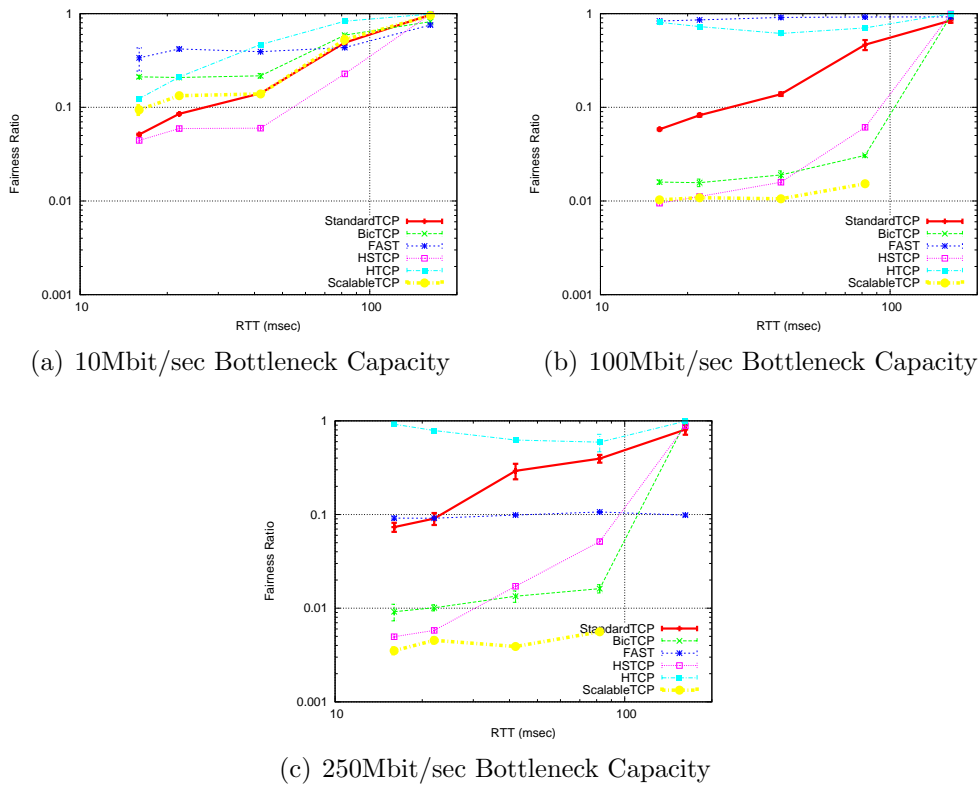 1
0.1
0.01
0.001
10
100
Fairness Ratio
RTT (msec)
StandardTCP
BicTCP
FAST
HSTCP
HTCP
ScalableTCP
(a) 10Mbit/sec Bottleneck Capacity
1
0.1
0.01
0.001
10
100
Fairness Ratio
RTT (msec)
StandardTCP
BicTCP
FAST
HSTCP
HTCP
ScalableTCP
(b) 100Mbit/sec Bottleneck Capacity
1
0.1
0.01
0.001
10
100
Fairness Ratio
RTT (msec)
StandardTCP
BicTCP
FAST
HSTCP
HTCP
ScalableTCP
(c) 250Mbit/sec Bottleneck Capacity